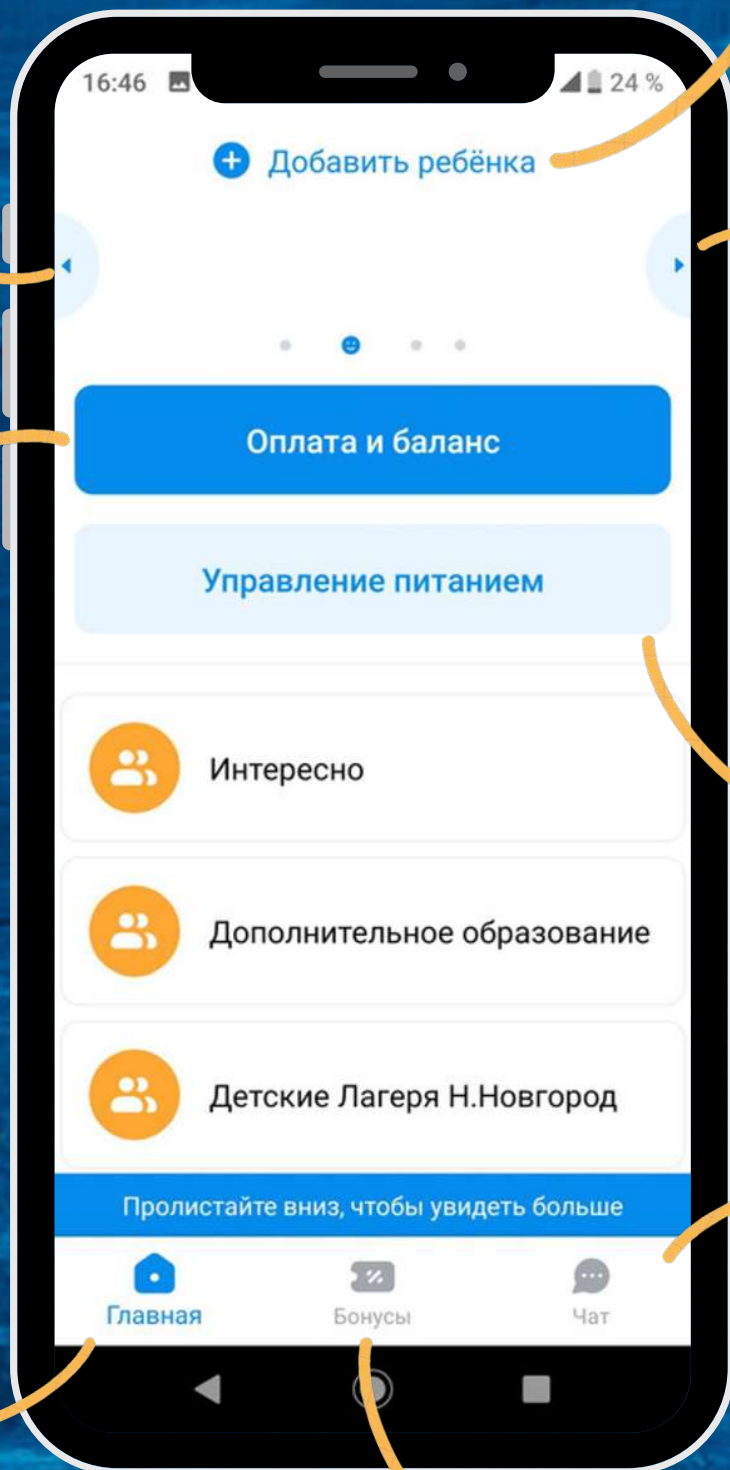 16:46
24 %
Добавить ребёнка
Оплата и баланс
Управление питанием
Интересно
Дополнительное образование
Детские Лагеря Н.Новгород
Пролистайте вниз, чтобы увидеть больше
Главная
Бонусы
Чат